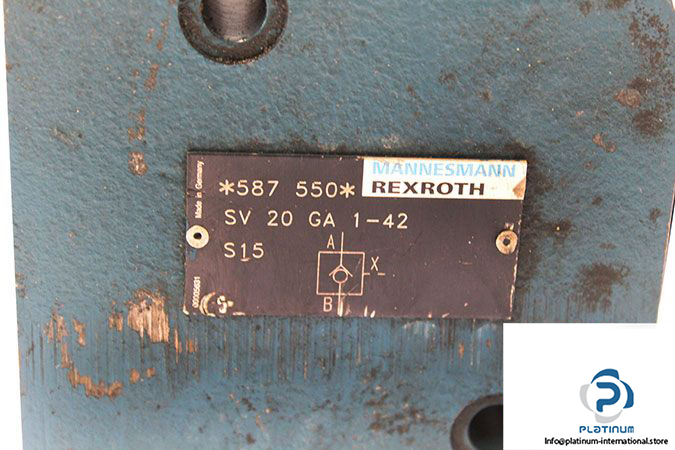 Made in Germany
*587 550*
MANNESMANN
REXROTH
SV 20 GA 1-42
S15
A
X
B
PLATINUM
Info@platinum-international.store